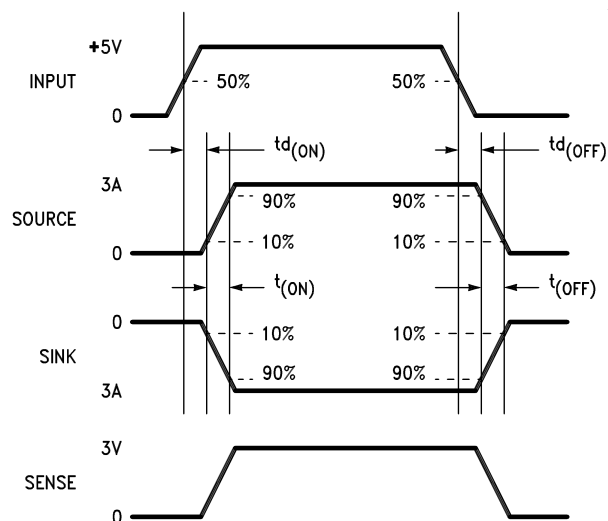 +5V
INPUT
50% 50%
0
td(ON) td(OFF)
3A
90% 90%
SOURCE
10% 10%
0
t(ON) t(OFF)
0
10% 10%
SINK
90% 90%
3A
3V
SENSE
0